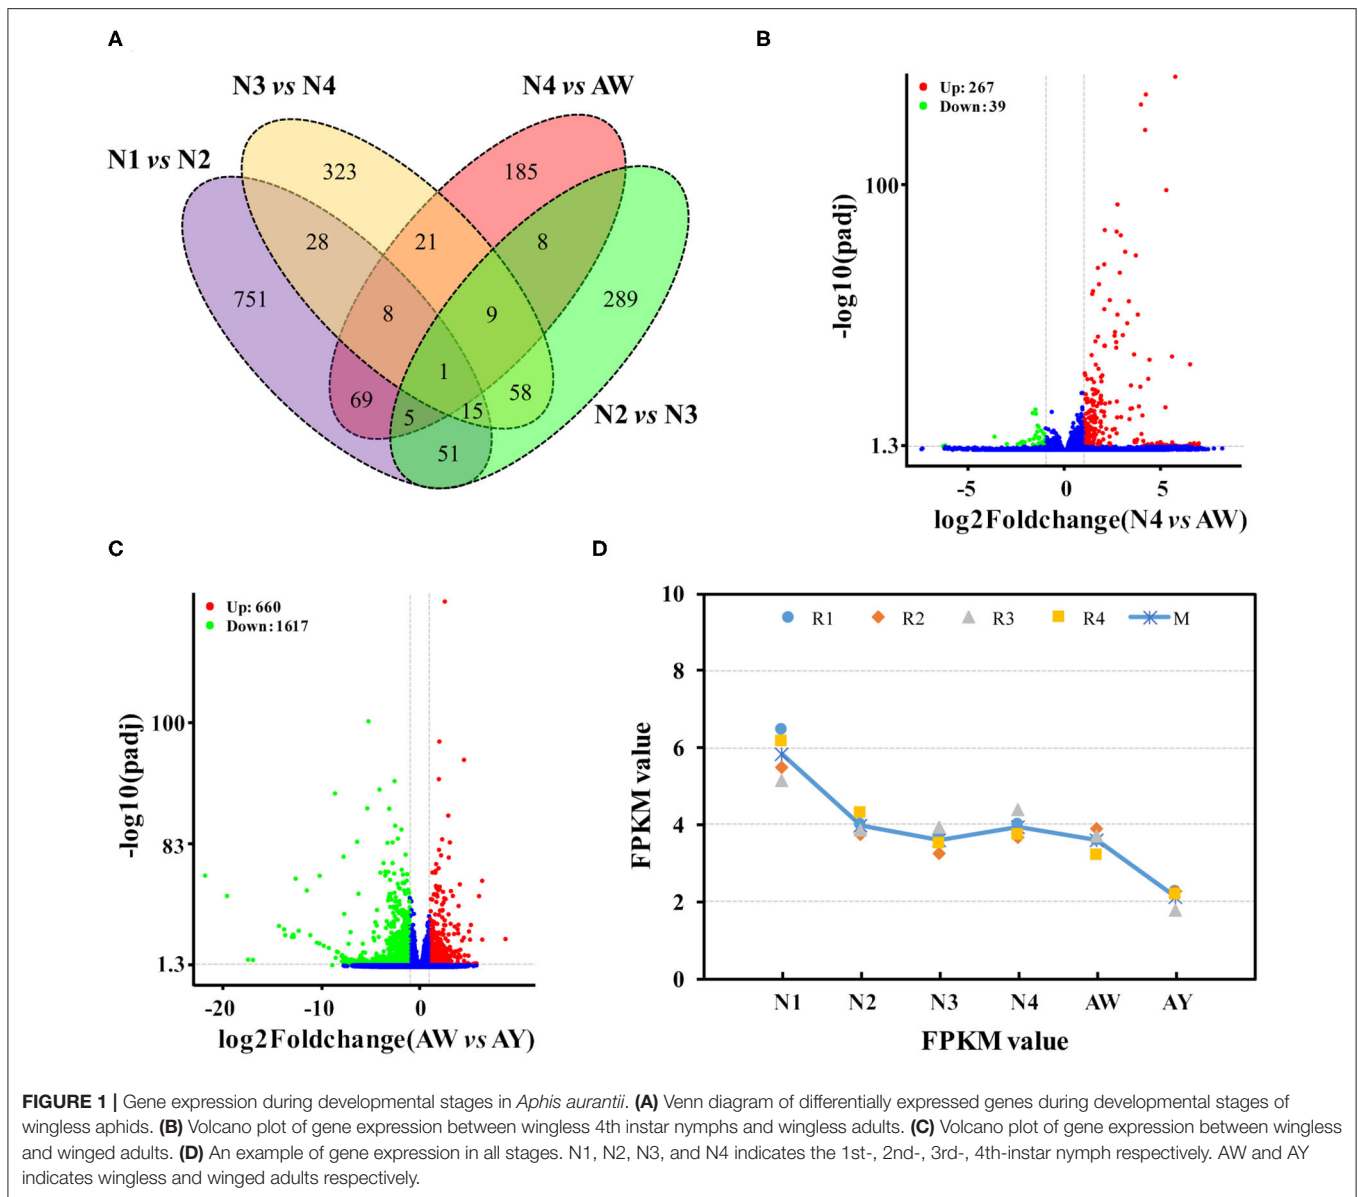 A
N3 vs N4
N4 vs AW
N1 vs N2
323
185
28
21
8
751
8
9
289
1
69
5
15
58
N2 vs N3
51
B
Up: 267
Down: 39
100
1.3
-log10(padj)
-5
0
5
log2Foldchange(N4 vs AW)
C
Up: 660
Down: 1617
100
83
1.3
-log10(padj)
-20
-10
0
log2Foldchange(AW vs AY)
D
10
8
6
4
2
0
FPKM value
R1
R2
R3
R4
M
N1
N2
N3
N4
AW
AY
FPKM value
FIGURE 1 | Gene expression during developmental stages in Aphis aurantii. (A) Venn diagram of differentially expressed genes during developmental stages of
wingless aphids. (B) Volcano plot of gene expression between wingless 4th instar nymphs and wingless adults. (C) Volcano plot of gene expression between wingless
and winged adults. (D) An example of gene expression in all stages. N1, N2, N3, and N4 indicates the 1st-, 2nd-, 3rd-, 4th-instar nymph respectively. AW and AY
indicates wingless and winged adults respectively.